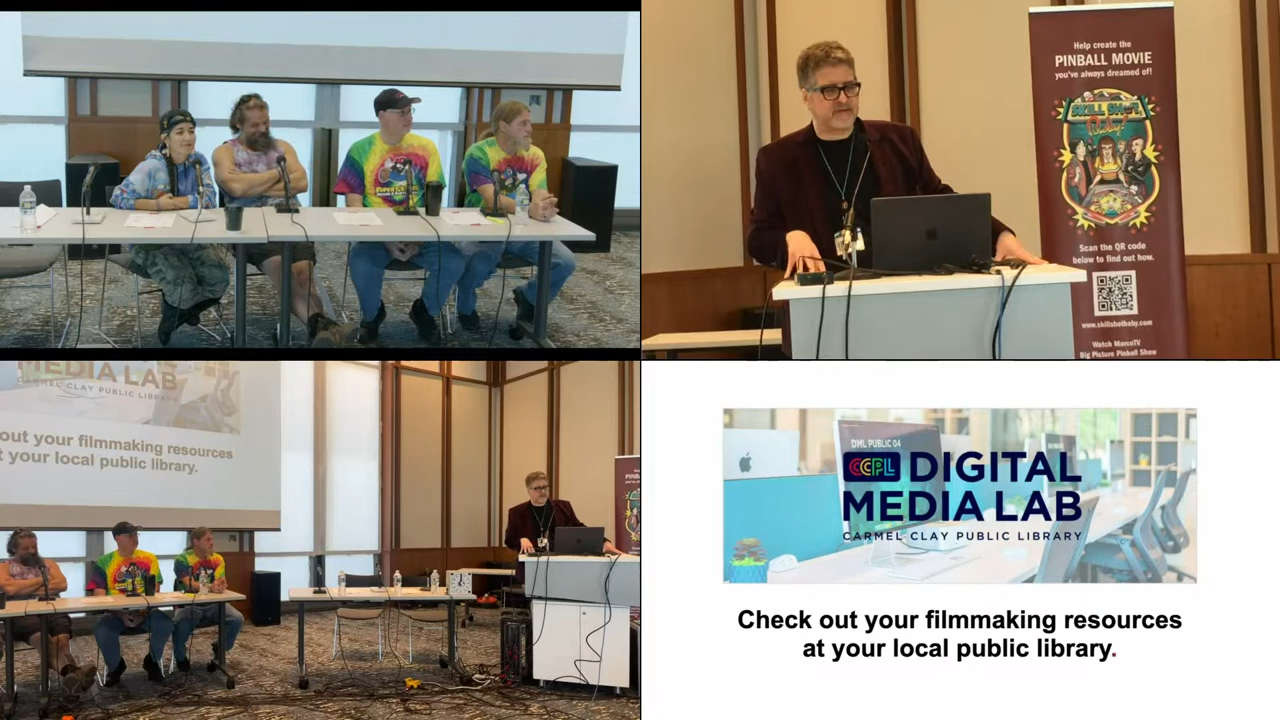 Help create the
PINBALL MOVIE
you've always dreamed of!
SKILL SHOT
Baby!
Scan the QR code
below to find out how.
www.skillshotbaby.com
Watch MarcoTV
Big Picture Pinball Show
MEDIA LAB
CARMEL CLAY PUBLIC LIBRARY
out your filmmaking resources
t your local public library.
DML PUBLIC 04
CCPL DIGITAL
MEDIA LAB
CARMEL CLAY PUBLIC LIBRARY
Check out your filmmaking resources
at your local public library.